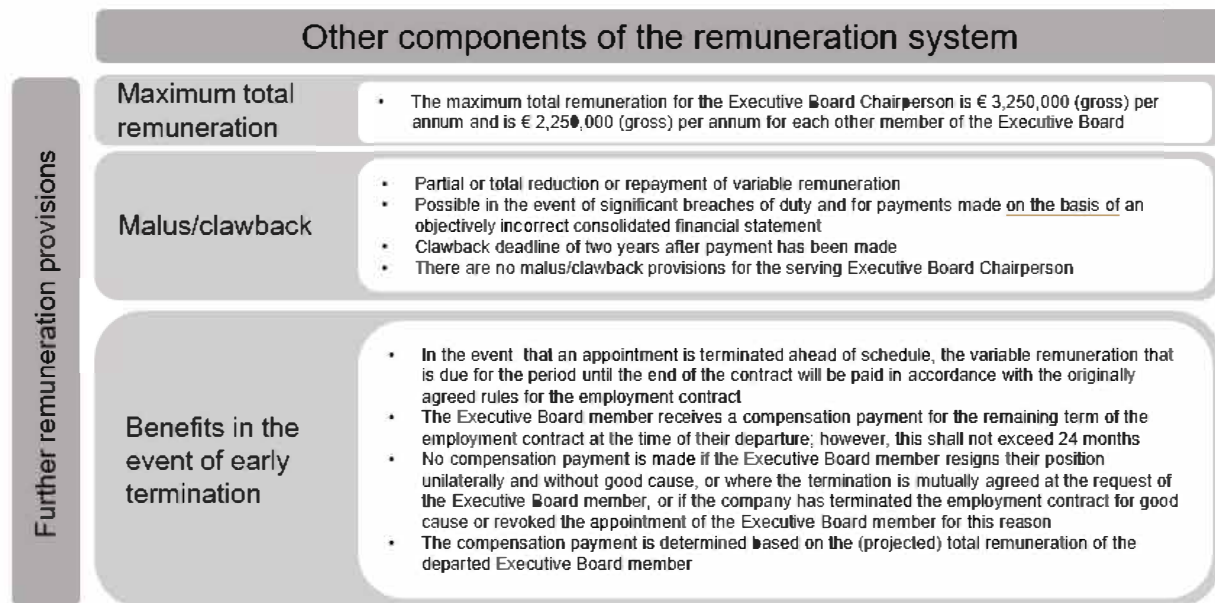 Other components of the remuneration system
Further remuneration provisions
Maximum total
remuneration
• The maximum total remuneration for the Executive Board Chairperson is € 3,250,000 (gross) per
annum and is € 2,250,000 (gross) per annum for each other member of the Executive Board
Malus/clawback
• Partial or total reduction or repayment of variable remuneration
• Possible in the event of significant breaches of duty and for payments made on the basis of an
objectively incorrect consolidated financial statement
• Clawback deadline of two years after payment has been made
• There are no malus/clawback provisions for the serving Executive Board Chairperson
Benefits in the
event of early
termination
• In the event that an appointment is terminated ahead of schedule, the variable remuneration that
is due for the period until the end of the contract will be paid in accordance with the originally
agreed rules for the employment contract
• The Executive Board member receives a compensation payment for the remaining term of the
employment contract at the time of their departure; however, this shall not exceed 24 months
• No compensation payment is made if the Executive Board member resigns their position
unilaterally and without good cause, or where the termination is mutually agreed at the request of
the Executive Board member, or if the company has terminated the employment contract for good
cause or revoked the appointment of the Executive Board member for this reason
• The compensation payment is determined based on the (projected) total remuneration of the
departed Executive Board member